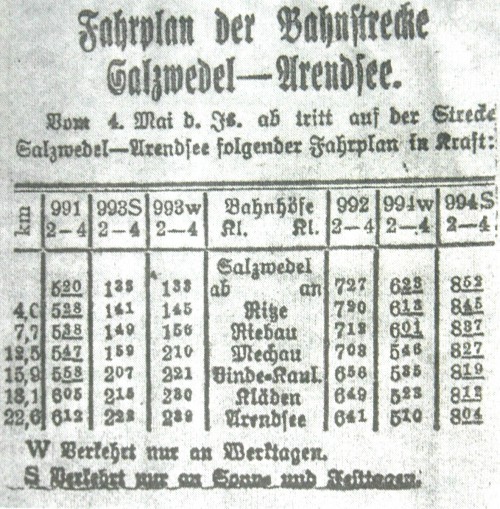 Fahrplan der Bahnstrecke
Salzwedel—Arendsee.
Vom 4. Mai d. Js. ab tritt auf der Strecke
Salzwedel—Arendsee folgender Fahrplan in Kraft:
km 991 993S 993w Bahnhöfe 992 994w 994S
2—4 2—4 2—4 Kl. Kl. 2—4 2—4 2—4
Salzwedel
520 133 133 ab an 727 623 852
528 141 145 Ritze 720 613 845
7,7 538 149 156 Riebau 713 601 837
12,5 547 159 210 Mechau 703 546 827
15,9 558 207 221 Binde-Kaul. 656 535 819
18,1 605 215 230 Kläden 649 523 812
22,6 612 222 239 Arendsee 641 510 804
W Verkehrt nur an Werktagen.
S Verkehrt nur an Sonn- und Festtagen.